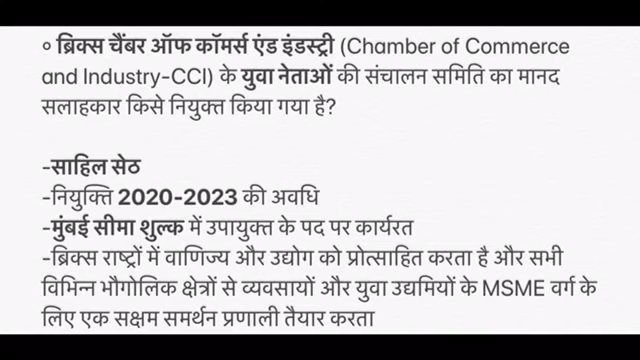 ० ब्रिक्स चैंबर ऑफ कॉमर्स एंड इंडस्ट्री (Chamber of Commerce
and Industry-CCI) के युवा नेताओं की संचालन समिति का मानद
सलाहकार किसे नियुक्त किया गया है?
-साहिल सेठ
-नियुक्ति 2020-2023 की अवधि
-मुंबई सीमा शुल्क में उपायुक्त के पद पर कार्यरत
-ब्रिक्स राष्ट्रों में वाणिज्य और उद्योग को प्रोत्साहित करता है और सभी
विभिन्न भौगोलिक क्षेत्रों से व्यवसायों और युवा उद्यमियों के MSME वर्ग के
लिए एक सक्षम समर्थन प्रणाली तैयार करता